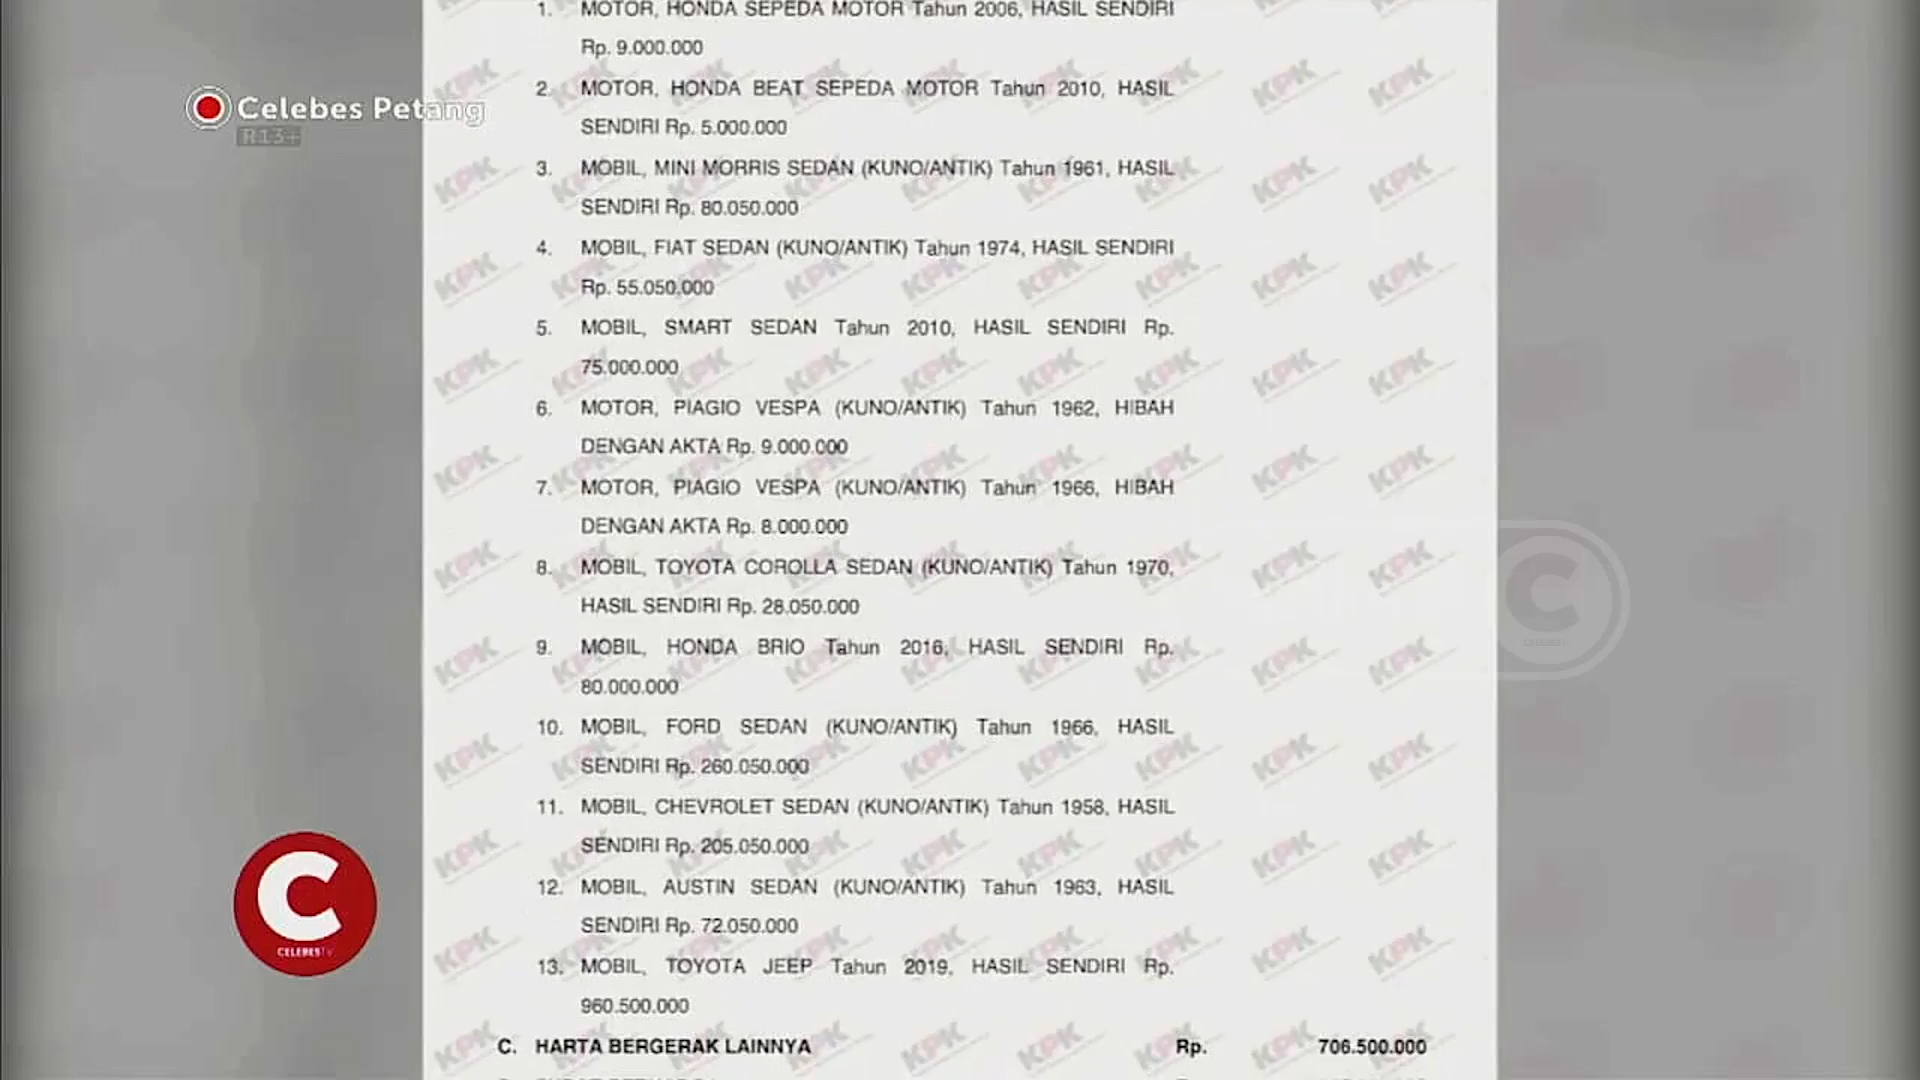 1. MOTOR, HONDA SEPEDA MOTOR Tahun 2006, HASIL SENDIRI
Rp. 9.000.000
Celebes Petang
R13+
2. MOTOR, HONDA BEAT SEPEDA MOTOR Tahun 2010, HASIL
SENDIRI Rp. 5.000.000
3. MOBIL, MINI MORRIS SEDAN (KUNO/ANTIK) Tahun 1961, HASIL
SENDIRI Rp. 80.050.000
4. MOBIL, FIAT SEDAN (KUNO/ANTIK) Tahun 1974, HASIL SENDIRI
Rp. 55.050.000
5. MOBIL, SMART SEDAN Tahun 2010, HASIL SENDIRI Rp.
75.000.000
6. MOTOR, PIAGIO VESPA (KUNO/ANTIK) Tahun 1962, HIBAH
DENGAN AKTA Rp. 9.000.000
7. MOTOR, PIAGIO VESPA (KUNO/ANTIK) Tahun 1966, HIBAH
DENGAN AKTA Rp. 8.000.000
8. MOBIL, TOYOTA COROLLA SEDAN (KUNO/ANTIK) Tahun 1970,
HASIL SENDIRI Rp. 28.050.000
9. MOBIL, HONDA BRIO Tahun 2016, HASIL SENDIRI Rp.
80.000.000
10. MOBIL, FORD SEDAN (KUNO/ANTIK) Tahun 1966, HASIL
SENDIRI Rp. 260.050.000
11. MOBIL, CHEVROLET SEDAN (KUNO/ANTIK) Tahun 1958, HASIL
SENDIRI Rp. 205.050.000
12. MOBIL, AUSTIN SEDAN (KUNO/ANTIK) Tahun 1963, HASIL
SENDIRI Rp. 72.050.000
13. MOBIL, TOYOTA JEEP Tahun 2019, HASIL SENDIRI Rp.
960.500.000
C. HARTA BERGERAK LAINNYA Rp. 706.500.000
C
CELEBES TV
KPK